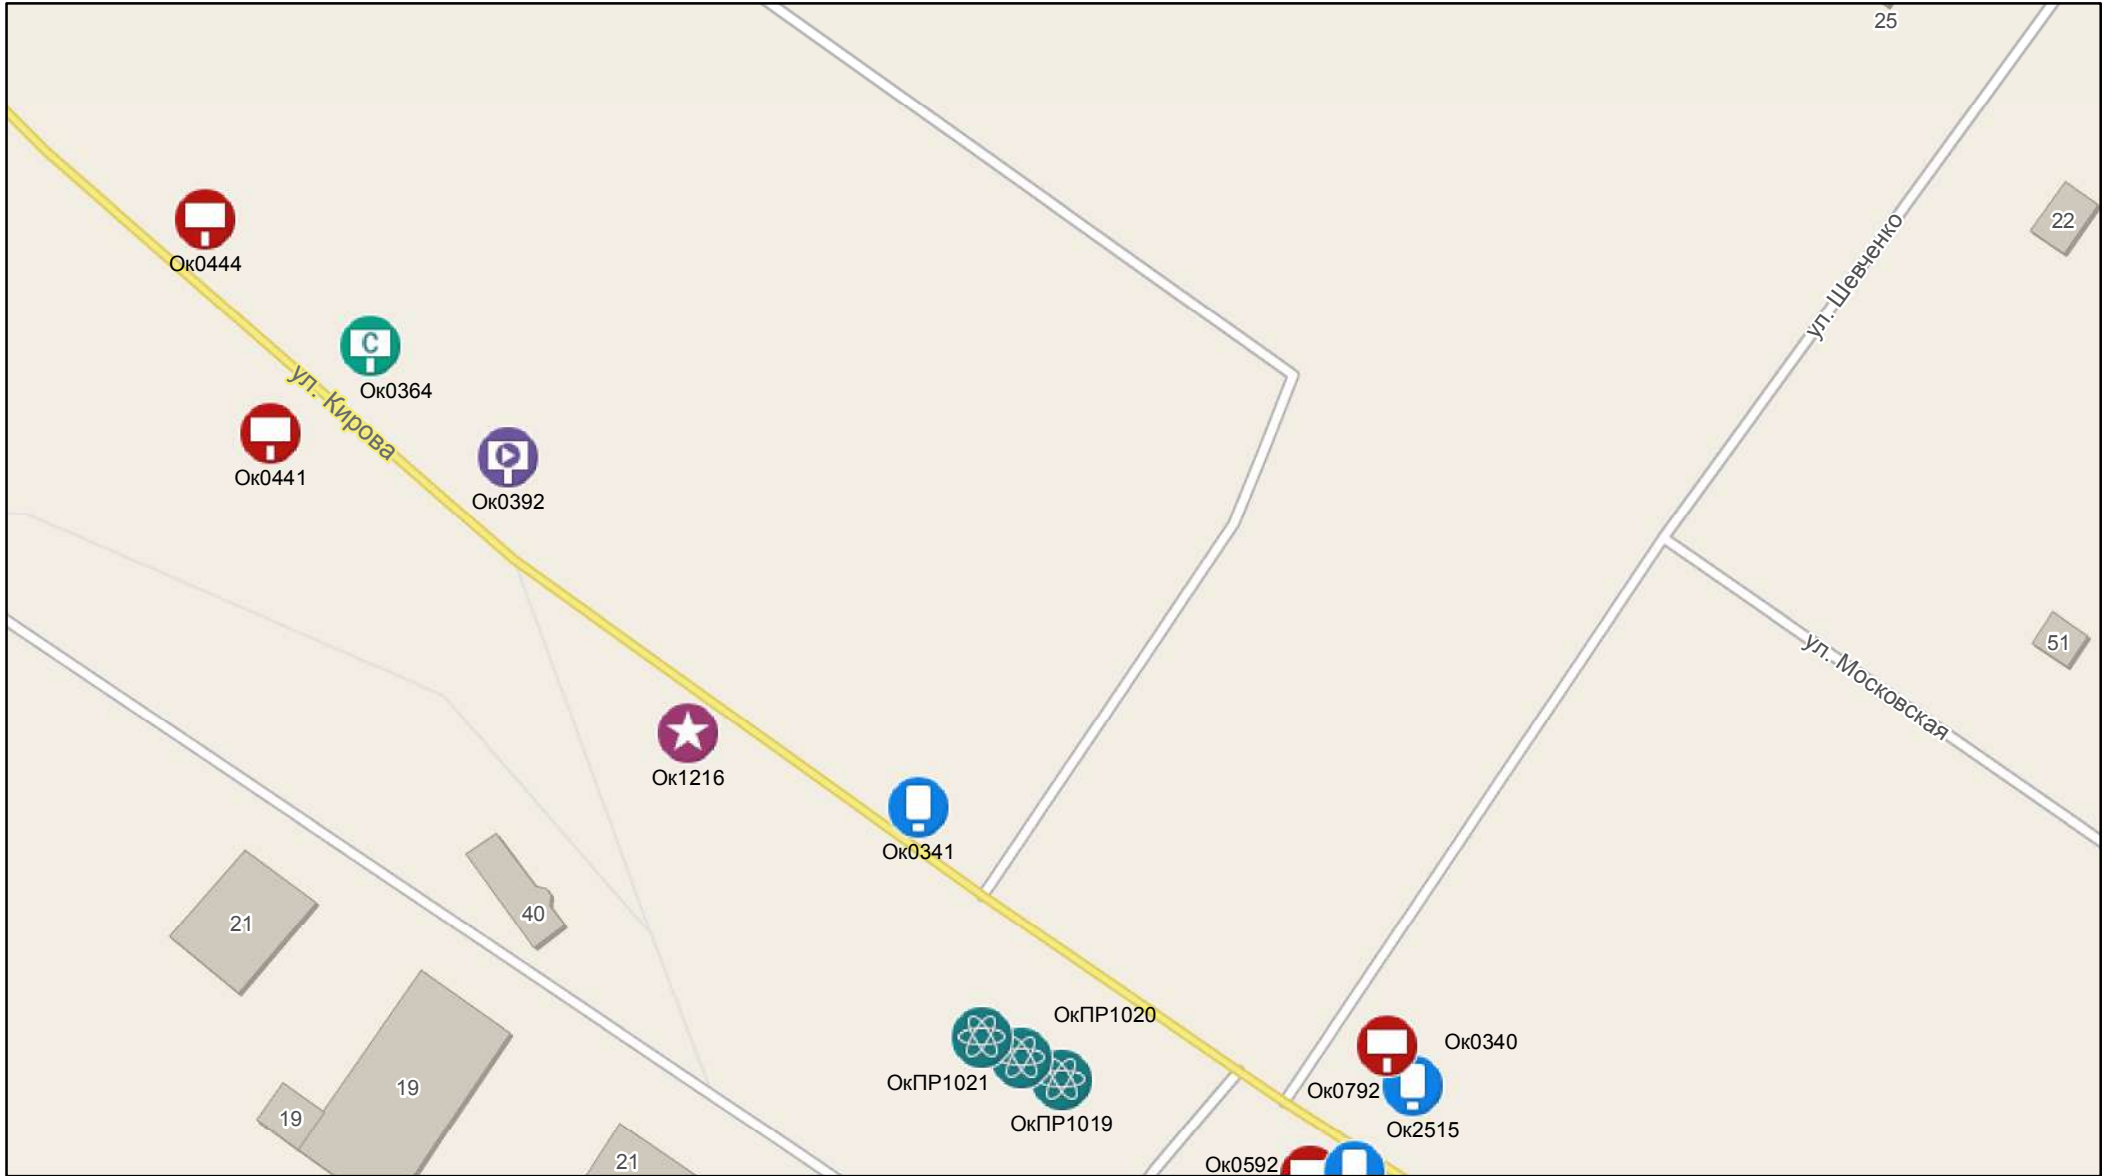 25
22
ул. Шевченко
Ок0444
С
Ок0364
ул. Кирова
Ок0441
Ок0392
51
ул. Московская
Ок1216
Ок0341
40
21
ОкПР1020
Ок0340
ОкПР1021
19
Ок0792
19
ОкПР1019
Ок2515
21
Ок0592